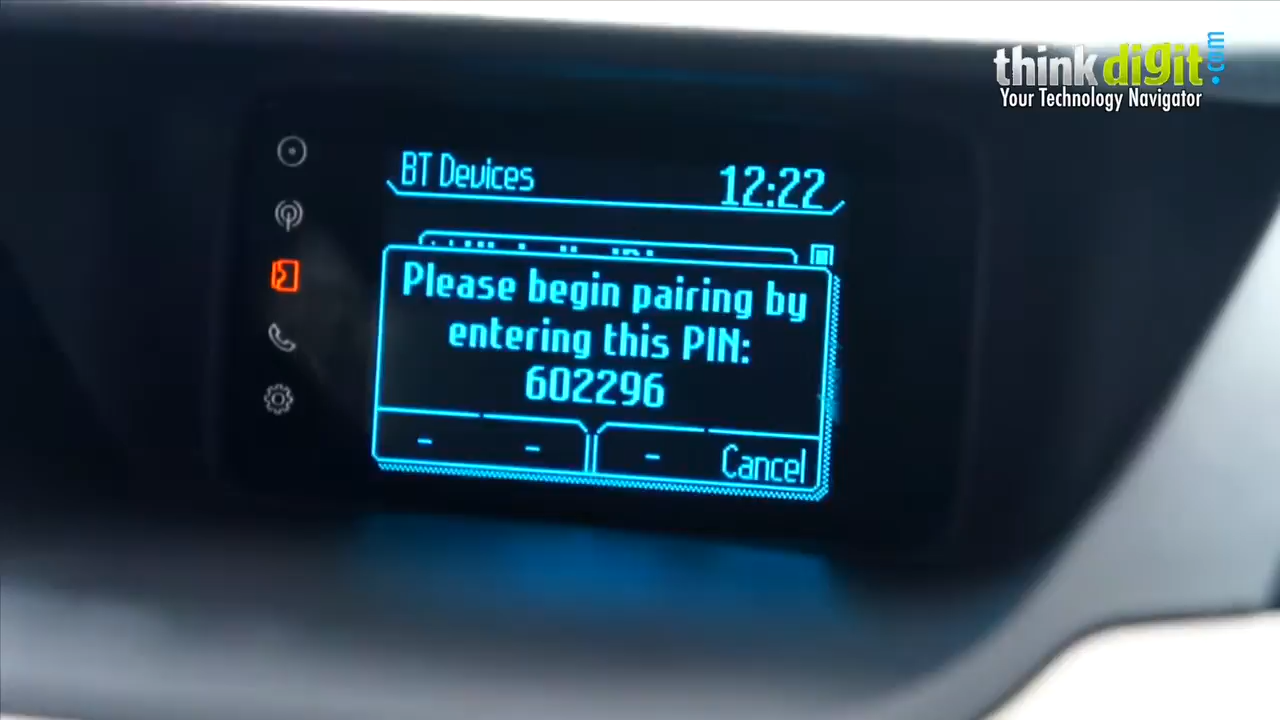 thinkdigit.com
Your Technology Navigator
BT Devices 12:22
Please begin pairing by
entering this PIN:
602296
- - - Cancel